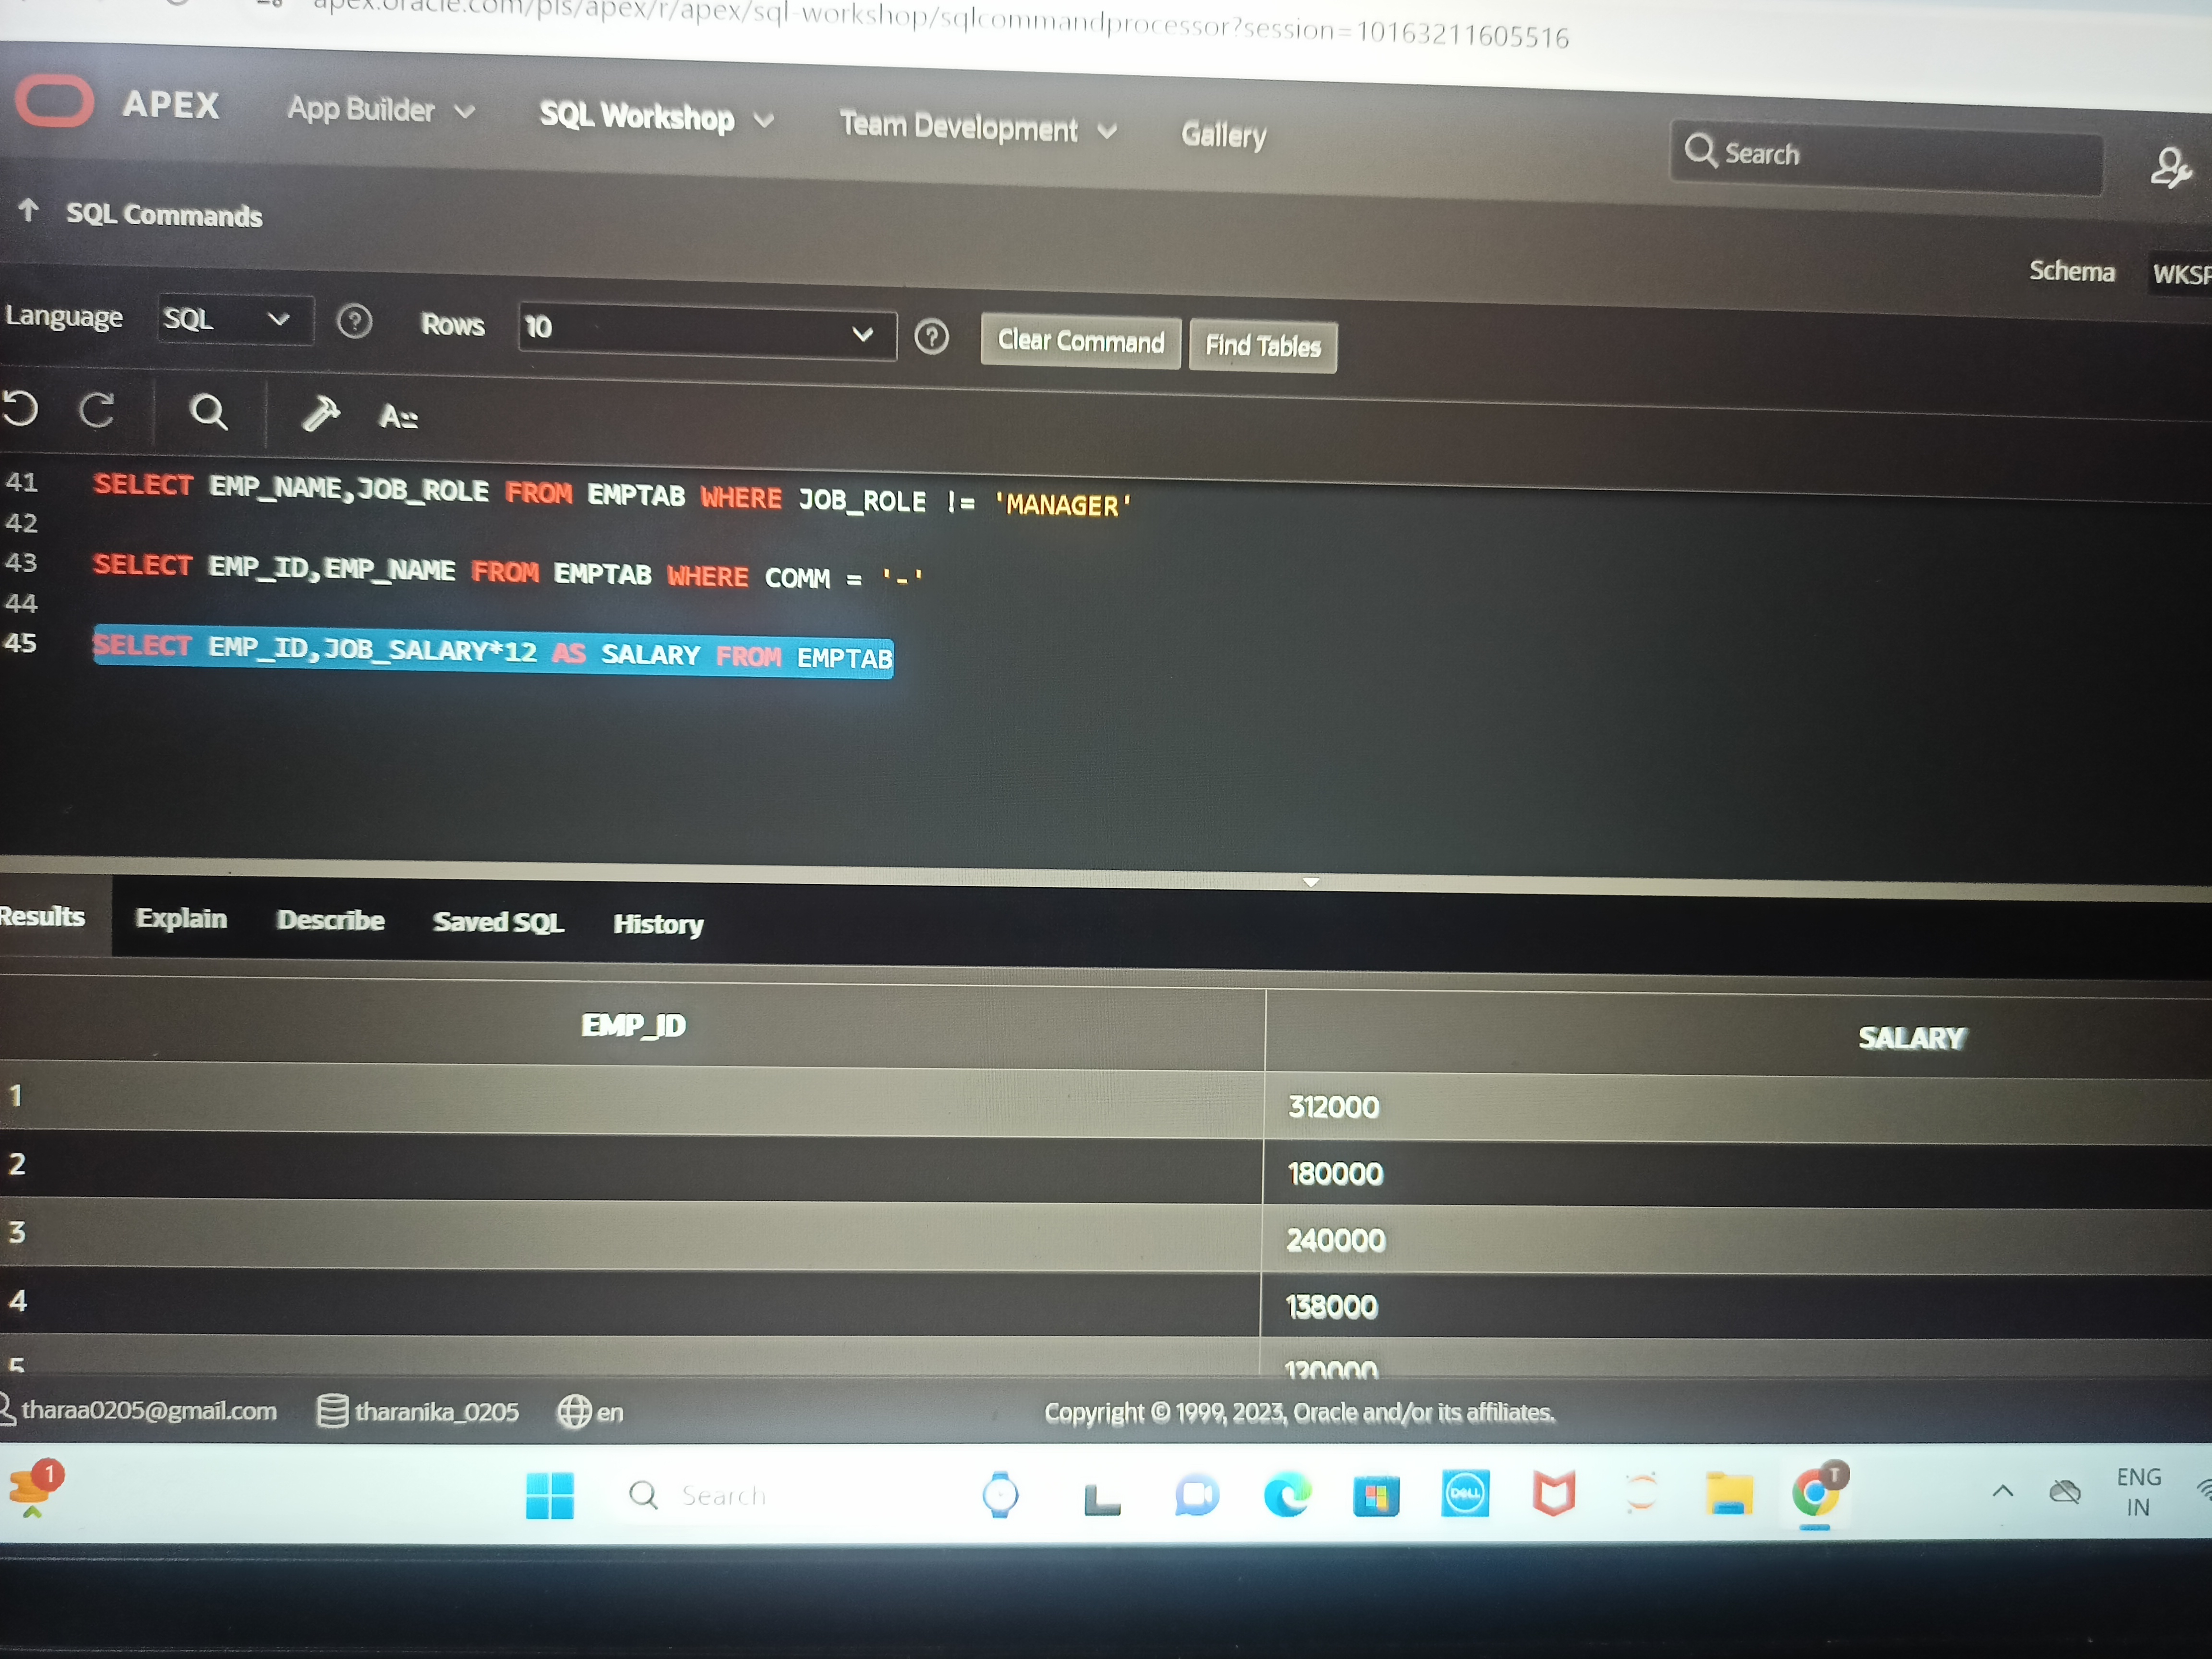 apex.oracle.com/pls/apex/r/apex/sql-workshop/sqlcommandprocessor?session=10163211605516
APEX App Builder SQL Workshop Team Development Gallery Search
SQL Commands
Schema
Language SQL Rows 10 Clear Command Find Tables
41 SELECT EMP_NAME,JOB_ROLE FROM EMPTAB WHERE JOB_ROLE != 'MANAGER'
42
43 SELECT EMP_ID,EMP_NAME FROM EMPTAB WHERE COMM = '-'
44
45 SELECT EMP_ID,JOB_SALARY*12 AS SALARY FROM EMPTAB
Results Explain Describe Saved SQL History
EMP_ID SALARY
1 312000
2 180000
3 240000
4 138000
5 120000
tharaa0205@gmail.com tharanika_0205 en Copyright © 1999, 2023, Oracle and/or its affiliates.
1 Search DELL T ENG
IN